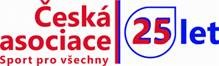 Česká
asociace
Sport pro všechny
25 let